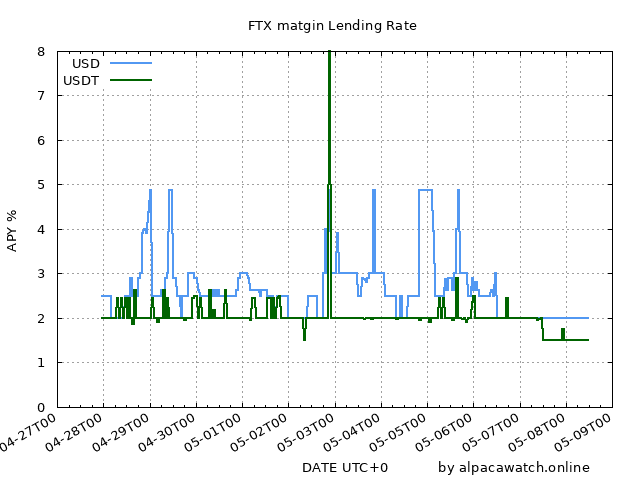 FTX matgin Lending Rate
USD
USDT
8
7
6
5
4
3
2
1
0
APY %
04-27T00
04-28T00
04-29T00
04-30T00
05-01T00
05-02T00
05-03T00
05-04T00
05-05T00
05-06T00
05-07T00
05-08T00
05-09T00
DATE UTC+0
by alpacawatch.online